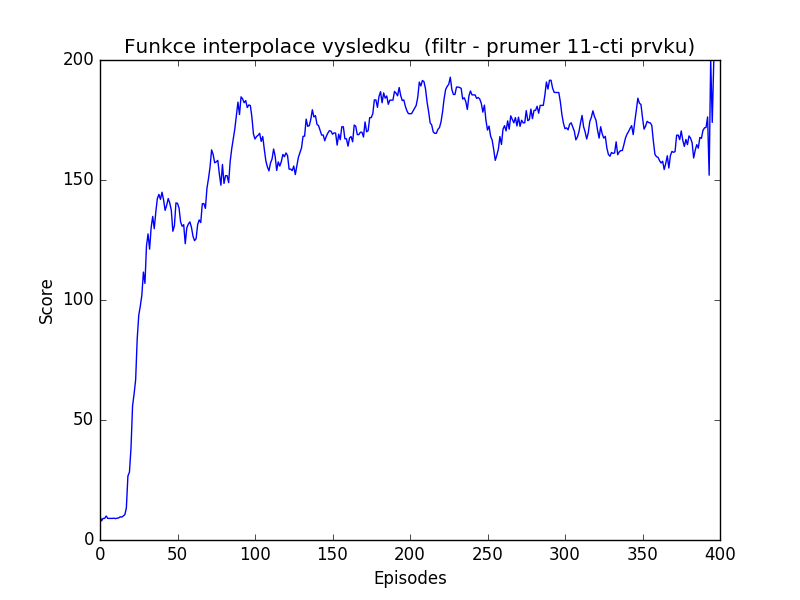 Funkce interpolace vysledku  (filtr - prumer 11-cti prvku)
200
150
100
50
0
Score
0 50 100 150 200 250 300 350 400
Episodes